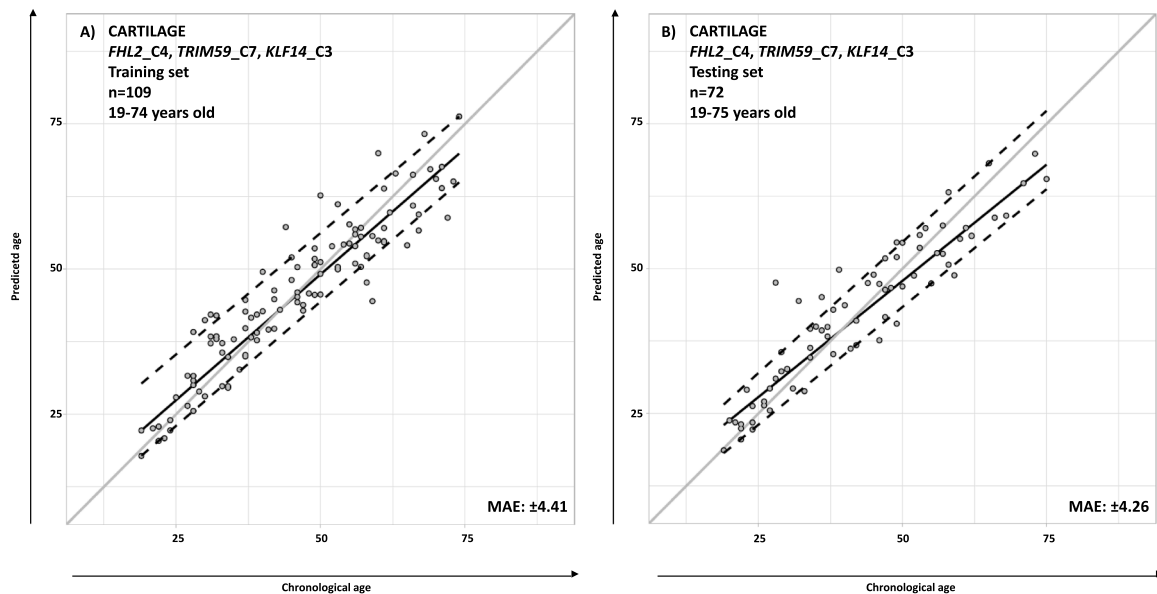 A) CARTILAGE
FHL2_C4, TRIM59_C7, KLF14_C3
Training set
n=109
19-74 years old
75
50
25
Predicetd age
MAE: ±4.41
25 50 75
Chronological age
B) CARTILAGE
FHL2_C4, TRIM59_C7, KLF14_C3
Testing set
n=72
19-75 years old
75
50
25
Predicted age
MAE: ±4.26
25 50 75
Chronological age